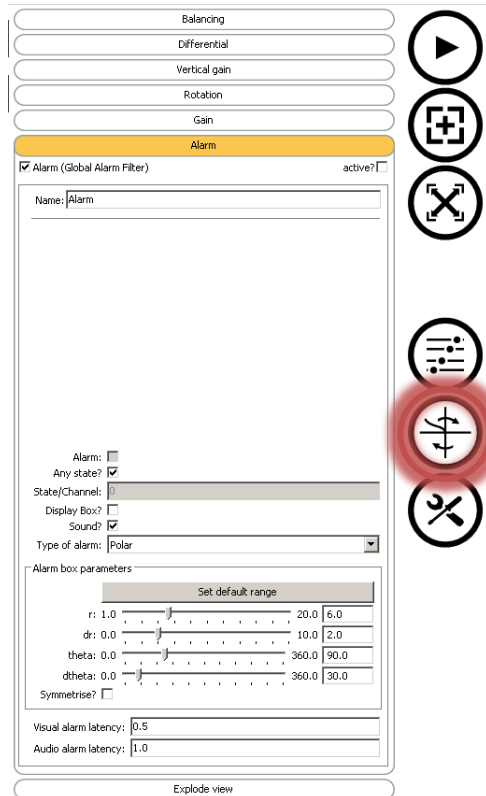 Balancing
Differential
Vertical gain
Rotation
Gain
Alarm
Alarm (Global Alarm Filter) active?
Name: Alarm
Alarm:
Any state?
State/Channel: 0
Display Box?
Sound?
Type of alarm: Polar
Alarm box parameters
Set default range
r: 1.0 20.0 6.0
dr: 0.0 10.0 2.0
theta: 0.0 360.0 90.0
dtheta: 0.0 360.0 30.0
Symmetrise?
Visual alarm latency: 0.5
Audio alarm latency: 1.0
Explode view